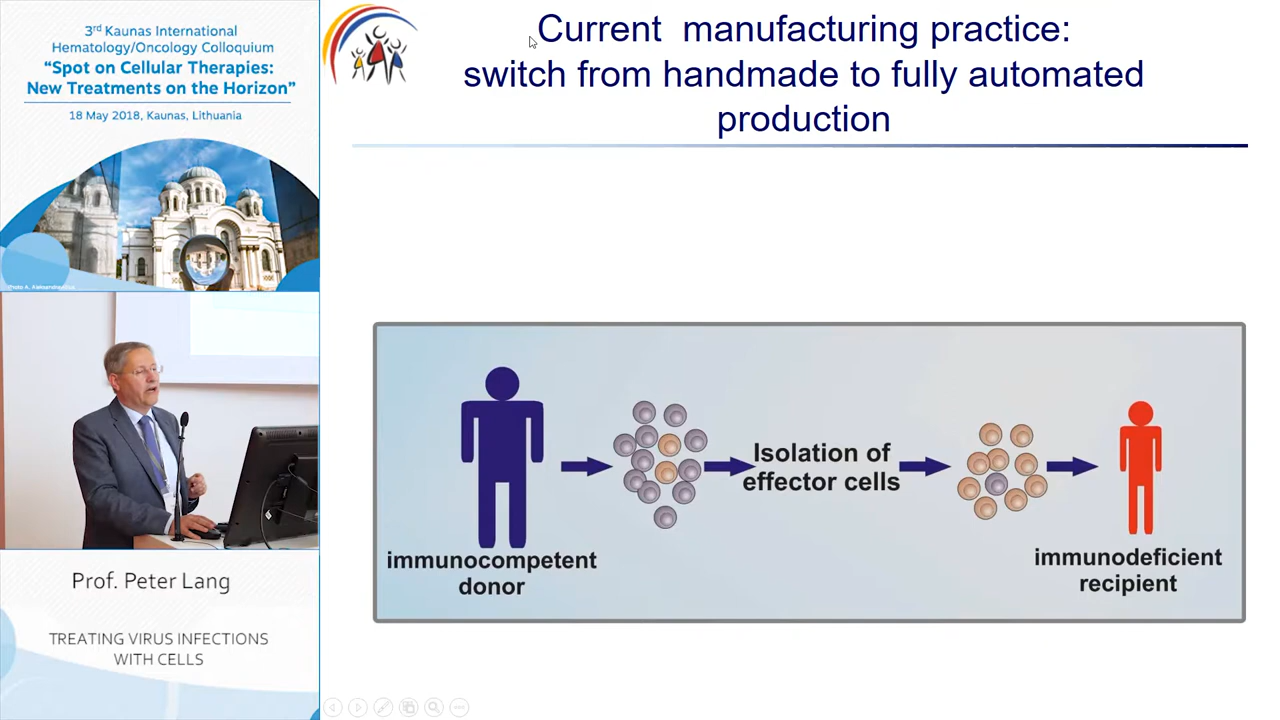 3rd Kaunas International
Hematology/Oncology Colloquium
“Spot on Cellular Therapies:
New Treatments on the Horizon”
18 May 2018, Kaunas, Lithuania
Prof. Peter Lang
TREATING VIRUS INFECTIONS
WITH CELLS
Current manufacturing practice:
switch from handmade to fully automated
production
immunocompetent
donor
Isolation of
effector cells
immunodeficient
recipient